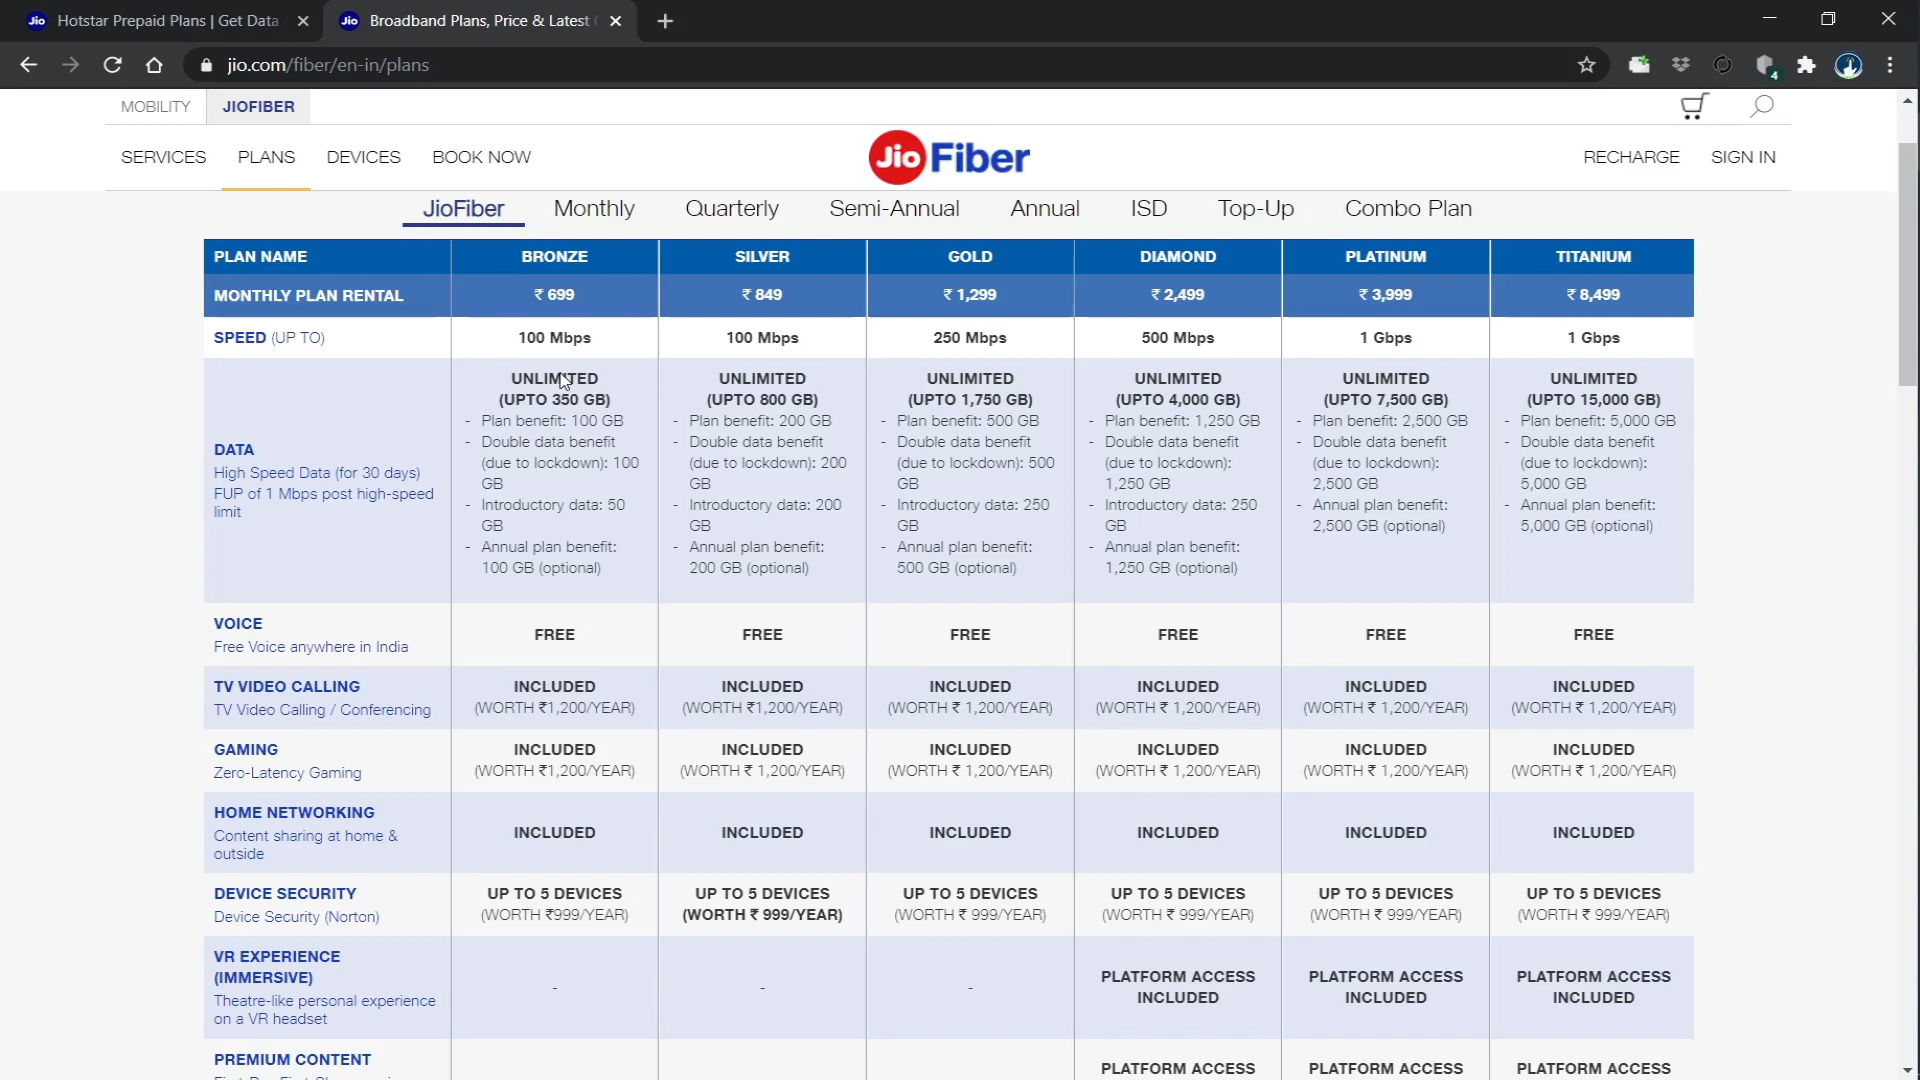 Hotstar Prepaid Plans | Get Data
Broadband Plans, Price & Latest
jio.com/fiber/en-in/plans
4
MOBILITY
JIOFIBER
SERVICES
PLANS
DEVICES
BOOK NOW
Jio Fiber
RECHARGE
SIGN IN
JioFiber
Monthly
Quarterly
Semi-Annual
Annual
ISD
Top-Up
Combo Plan
PLAN NAME BRONZE SILVER GOLD DIAMOND PLATINUM TITANIUM
MONTHLY PLAN RENTAL ₹ 699 ₹ 849 ₹ 1,299 ₹ 2,499 ₹ 3,999 ₹ 8,499
SPEED (UP TO) 100 Mbps 100 Mbps 250 Mbps 500 Mbps 1 Gbps 1 Gbps
DATA
High Speed Data (for 30 days)
FUP of 1 Mbps post high-speed
limit
UNLIMITED
(UPTO 350 GB)
- Plan benefit: 100 GB
- Double data benefit
(due to lockdown): 100
GB
- Introductory data: 50
GB
- Annual plan benefit:
100 GB (optional)
UNLIMITED
(UPTO 800 GB)
- Plan benefit: 200 GB
- Double data benefit
(due to lockdown): 200
GB
- Introductory data: 200
GB
- Annual plan benefit:
200 GB (optional)
UNLIMITED
(UPTO 1,750 GB)
- Plan benefit: 500 GB
- Double data benefit
(due to lockdown): 500
GB
- Introductory data: 250
GB
- Annual plan benefit:
500 GB (optional)
UNLIMITED
(UPTO 4,000 GB)
- Plan benefit: 1,250 GB
- Double data benefit
(due to lockdown):
1,250 GB
- Introductory data: 250
GB
- Annual plan benefit:
1,250 GB (optional)
UNLIMITED
(UPTO 7,500 GB)
- Plan benefit: 2,500 GB
- Double data benefit
(due to lockdown):
2,500 GB
- Annual plan benefit:
2,500 GB (optional)
UNLIMITED
(UPTO 15,000 GB)
- Plan benefit: 5,000 GB
- Double data benefit
(due to lockdown):
5,000 GB
- Annual plan benefit:
5,000 GB (optional)
VOICE
Free Voice anywhere in India
FREE FREE FREE FREE FREE FREE
TV VIDEO CALLING
TV Video Calling / Conferencing
INCLUDED INCLUDED INCLUDED INCLUDED INCLUDED INCLUDED
(WORTH ₹1,200/YEAR) (WORTH ₹1,200/YEAR) (WORTH ₹ 1,200/YEAR) (WORTH ₹ 1,200/YEAR) (WORTH ₹ 1,200/YEAR) (WORTH ₹ 1,200/YEAR)
GAMING
Zero-Latency Gaming
INCLUDED INCLUDED INCLUDED INCLUDED INCLUDED INCLUDED
(WORTH ₹1,200/YEAR) (WORTH ₹ 1,200/YEAR) (WORTH ₹ 1,200/YEAR) (WORTH ₹ 1,200/YEAR) (WORTH ₹ 1,200/YEAR) (WORTH ₹ 1,200/YEAR)
HOME NETWORKING
Content sharing at home &
outside
INCLUDED INCLUDED INCLUDED INCLUDED INCLUDED INCLUDED
DEVICE SECURITY
Device Security (Norton)
UP TO 5 DEVICES UP TO 5 DEVICES UP TO 5 DEVICES UP TO 5 DEVICES UP TO 5 DEVICES UP TO 5 DEVICES
(WORTH ₹999/YEAR) (WORTH ₹ 999/YEAR) (WORTH ₹ 999/YEAR) (WORTH ₹ 999/YEAR) (WORTH ₹ 999/YEAR) (WORTH ₹ 999/YEAR)
VR EXPERIENCE
(IMMERSIVE)
Theatre-like personal experience
on a VR headset
- - - PLATFORM ACCESS PLATFORM ACCESS PLATFORM ACCESS
INCLUDED INCLUDED INCLUDED
PREMIUM CONTENT
PLATFORM ACCESS PLATFORM ACCESS PLATFORM ACCESS